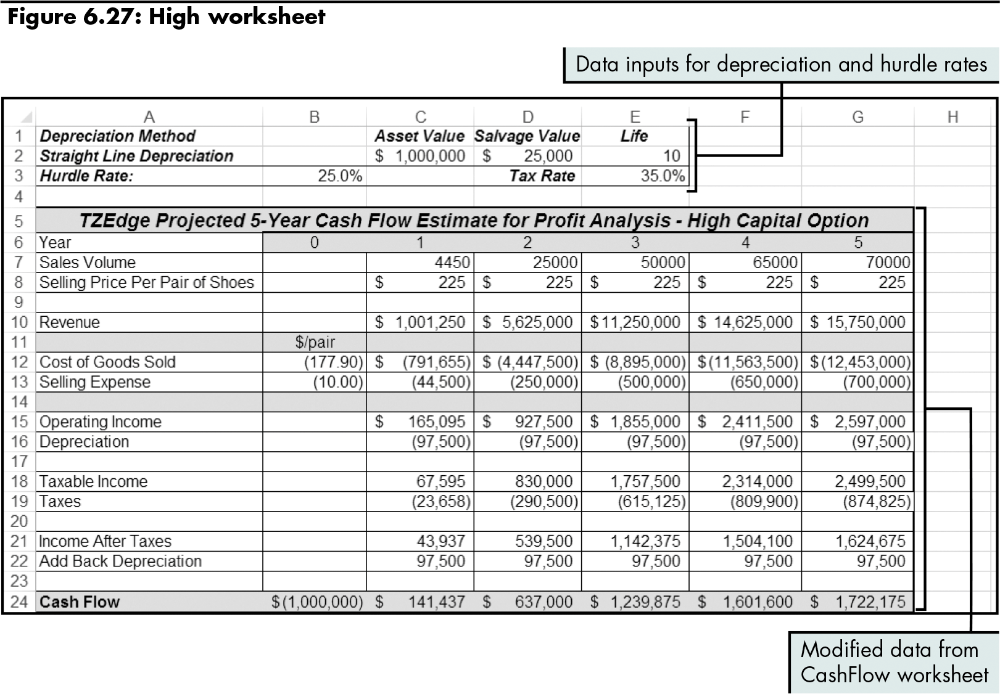 Figure 6.27: High worksheet
Data inputs for depreciation and hurdle rates
A B C D E F G H
1 Depreciation Method Asset Value Salvage Value Life
2 Straight Line Depreciation $ 1,000,000 $ 25,000 10
3 Hurdle Rate: 25.0% Tax Rate 35.0%
4
5 TZEdge Projected 5-Year Cash Flow Estimate for Profit Analysis - High Capital Option
6 Year 0 1 2 3 4 5
7 Sales Volume 4450 25000 50000 65000 70000
8 Selling Price Per Pair of Shoes $ 225 $ 225 $ 225 $ 225 $ 225
9
10 Revenue $ 1,001,250 $ 5,625,000 $ 11,250,000 $ 14,625,000 $ 15,750,000
11 $/pair
12 Cost of Goods Sold (177.90) $ (791,655) $ (4,447,500) $ (8,895,000) $ (11,563,500) $ (12,453,000)
13 Selling Expense (10.00) (44,500) (250,000) (500,000) (650,000) (700,000)
14
15 Operating Income $ 165,095 $ 927,500 $ 1,855,000 $ 2,411,500 $ 2,597,000
16 Depreciation (97,500) (97,500) (97,500) (97,500) (97,500)
17
18 Taxable Income 67,595 830,000 1,757,500 2,314,000 2,499,500
19 Taxes (23,658) (290,500) (615,125) (809,900) (874,825)
20
21 Income After Taxes 43,937 539,500 1,142,375 1,504,100 1,624,675
22 Add Back Depreciation 97,500 97,500 97,500 97,500 97,500
23
24 Cash Flow $ (1,000,000) $ 141,437 $ 637,000 $ 1,239,875 $ 1,601,600 $ 1,722,175
Modified data from
CashFlow worksheet